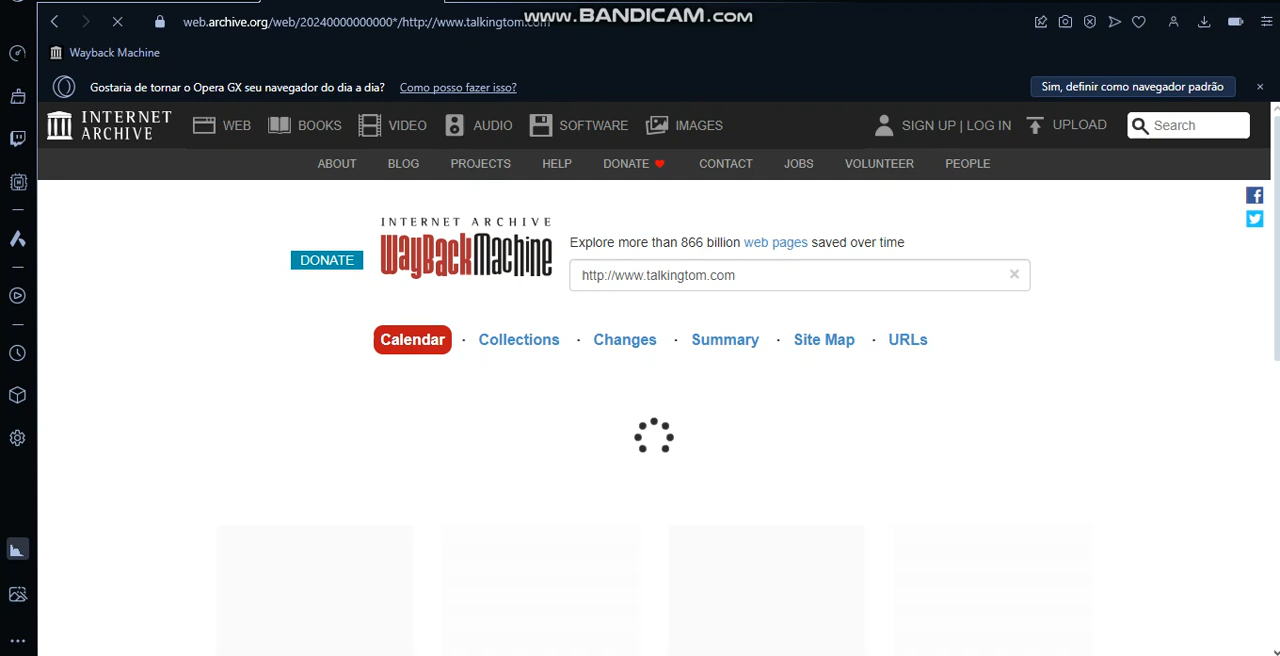 www.BANDICAM.com
web.archive.org/web/20240000000000*/http://www.talkingtom.com
Wayback Machine
Gostaria de tornar o Opera GX seu navegador do dia a dia? Como posso fazer isso? Sim, definir como navegador padrão
INTERNET ARCHIVE WEB BOOKS VIDEO AUDIO SOFTWARE IMAGES SIGN UP | LOG IN UPLOAD Search
ABOUT BLOG PROJECTS HELP DONATE CONTACT JOBS VOLUNTEER PEOPLE
INTERNET ARCHIVE
WayBackMachine
DONATE
Explore more than 866 billion web pages saved over time
http://www.talkingtom.com
Calendar · Collections · Changes · Summary · Site Map · URLs